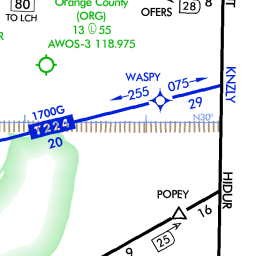 80
TO LCH
Orange County
(ORG)
13 Ⓛ 55
AWOS-3 118.975
OFERS
28
WASPY
255
075
29
KNZLY
1700G
T224
20
N30°
HIDUR
POPEY
16
25
9